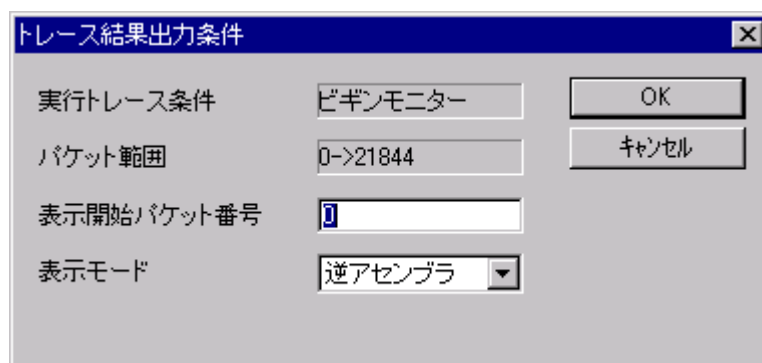 トレース結果出力条件
実行トレース条件 ビギンモニター OK
パケット範囲 0->21844 キャンセル
表示開始パケット番号 0
表示モード 逆アセンブラ